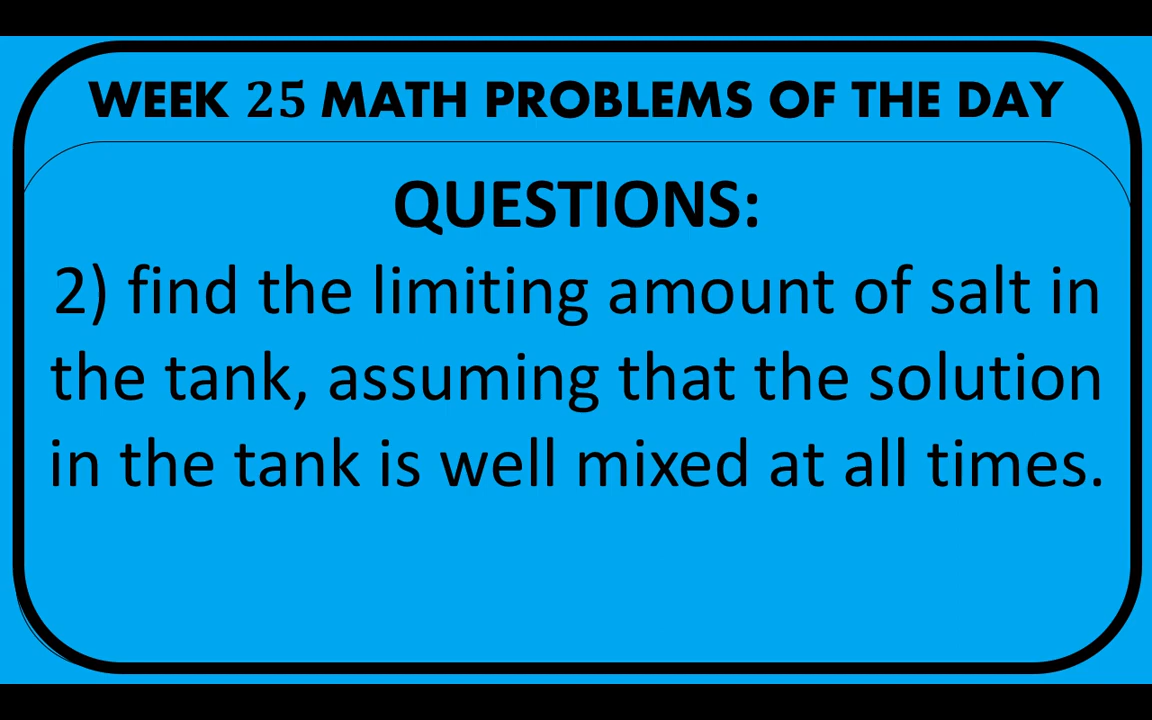 WEEK 25 MATH PROBLEMS OF THE DAY
QUESTIONS:
2) find the limiting amount of salt in
the tank, assuming that the solution
in the tank is well mixed at all times.